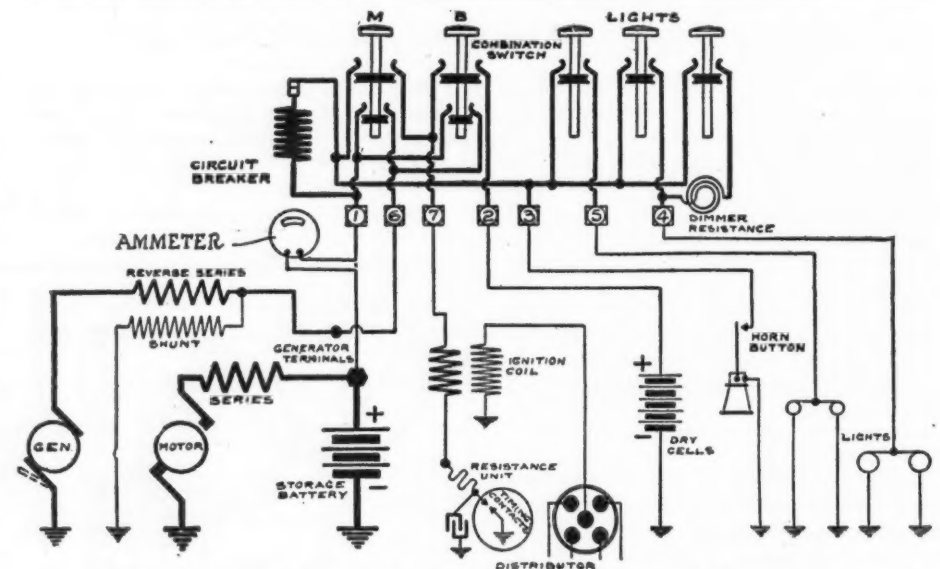 M
B
LIGHTS
COMBINATION
SWITCH
CIRCUIT
BREAKER
1
6
7
2
3
5
4
DIMMER
RESISTANCE
AMMETER
REVERSE SERIES
SHUNT
GENERATOR
TERMINALS
SERIES
IGNITION
COIL
HORN
BUTTON
+
-
DRY
CELLS
LIGHTS
GEN.
MOTOR
+
-
STORAGE
BATTERY
RESISTANCE
UNIT
TIMING
CONTACTS
DISTRIBUTOR